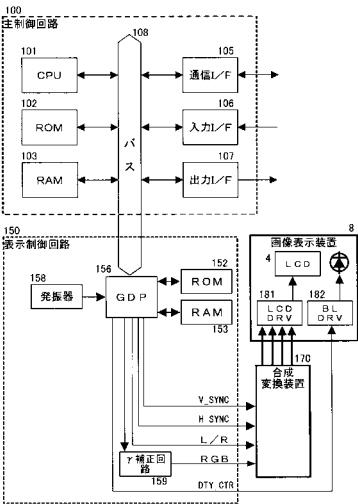 100
主制御回路
108
101
CPU
105
通信I/F
102
ROM
106
入力I/F
103
RAM
107
出力I/F
バス
150
表示制御回路
8
画像表示装置
4
LCD
158
発振器
156
GDP
152
ROM
RAM
153
181
LCD
DRV
182
BL
DRV
170
合成
変換装置
V_SYNC
H_SYNC
L/R
γ補正回
路
159
RGB
DTY_CTR